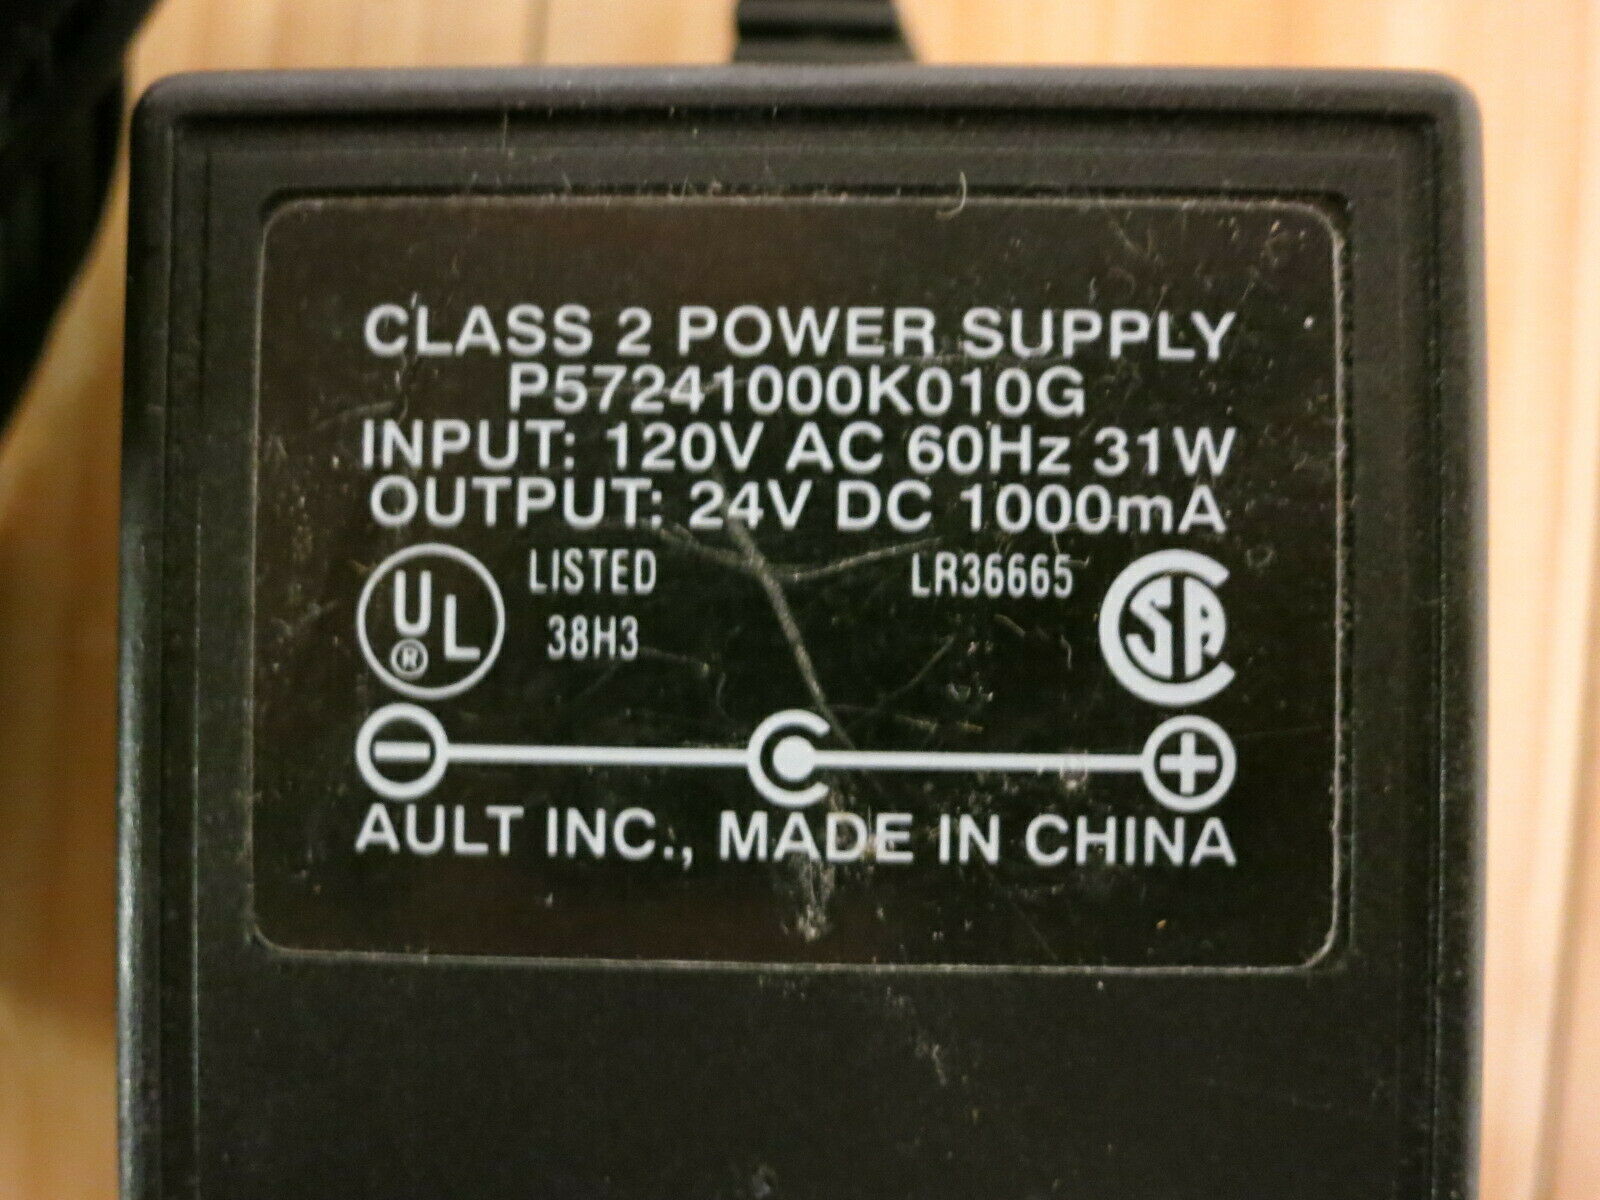 CLASS 2 POWER SUPPLY
P57241000K010G
INPUT: 120V AC 60Hz 31W
OUTPUT: 24V DC 1000mA
UL ® LISTED 38H3
LR36665 CSA
AULT INC., MADE IN CHINA